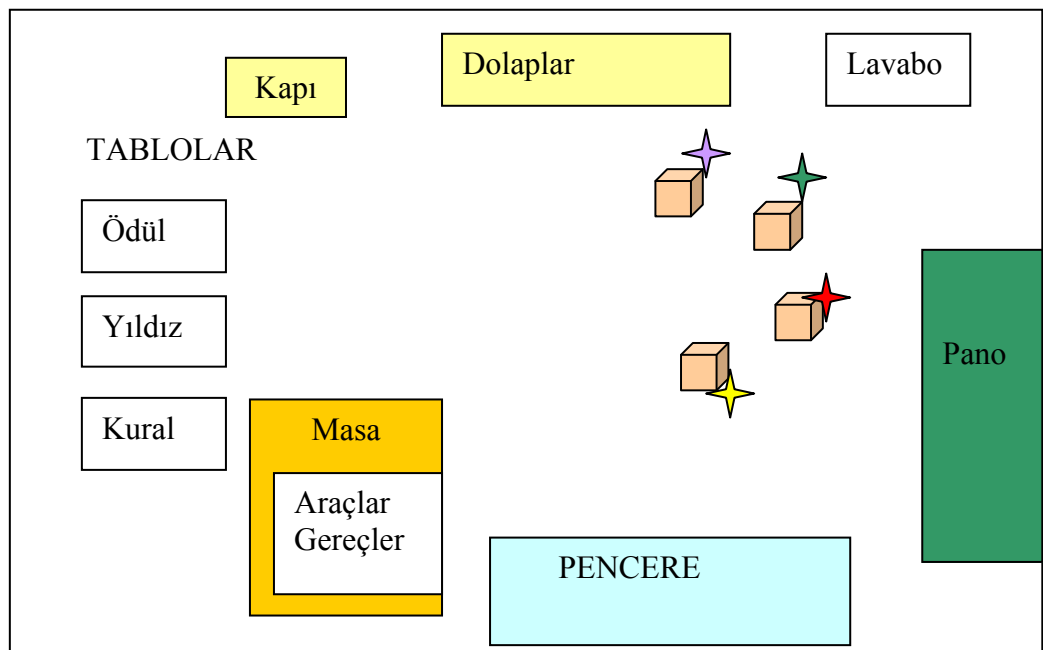 Dolaplar
Lavabo
Kapı
TABLOLAR
Ödül
Yıldız
Pano
Kural
Masa
Araçlar
Gereçler
PENCERE